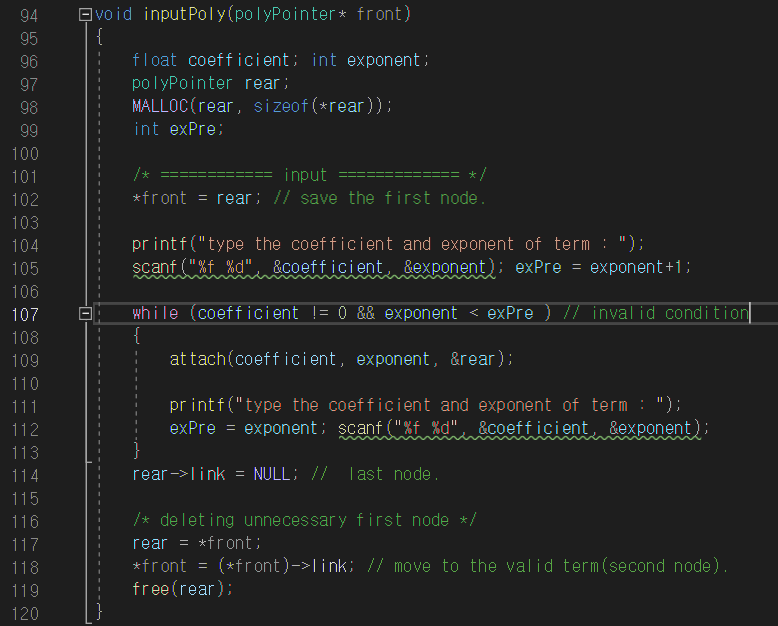 94 void inputPoly(polyPointer* front)
95 {
96 float coefficient; int exponent;
97 polyPointer rear;
98 MALLOC(rear, sizeof(*rear));
99 int exPre;
100
101 /* ============ input ============= */
102 *front = rear; // save the first node.
103
104 printf("type the coefficient and exponent of term : ");
105 scanf("%f %d", &coefficient, &exponent); exPre = exponent+1;
106
107 while (coefficient != 0 && exponent < exPre ) // invalid condition
108 {
109 attach(coefficient, exponent, &rear);
110
111 printf("type the coefficient and exponent of term : ");
112 exPre = exponent; scanf("%f %d", &coefficient, &exponent);
113 }
114 rear->link = NULL; //  last node.
115
116 /* deleting unnecessary first node */
117 rear = *front;
118 *front = (*front)->link; // move to the valid term(second node).
119 free(rear);
120 }